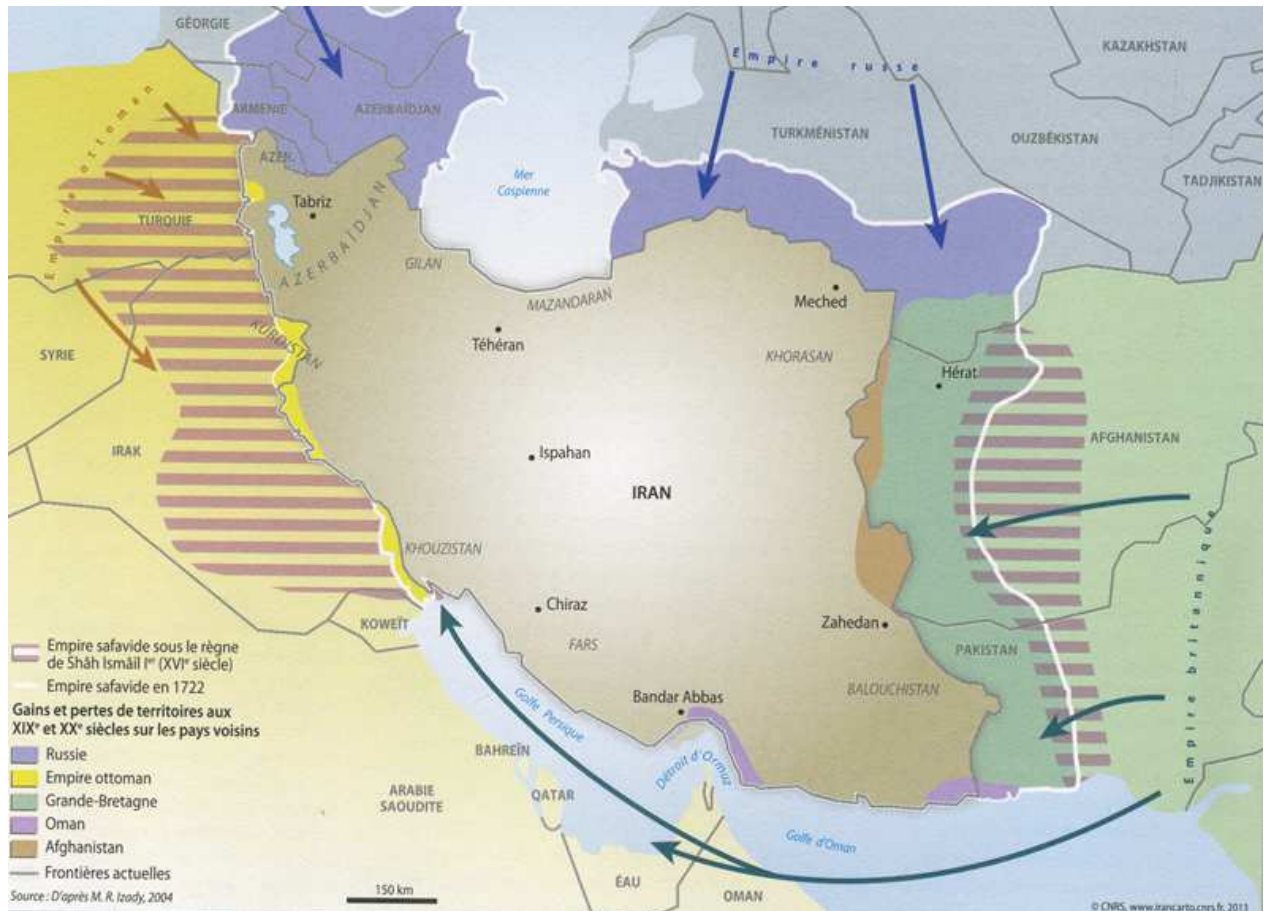 GÉORGIE
Empire russe
KAZAKHSTAN
Empire ottoman
ARMENIE
AZERBAÏDJAN
TURKMÉNISTAN
OUZBÉKISTAN
AZER.
Mer
Caspienne
TADJIKISTAN
TURQUIE
Tabriz
AZERBAÏDJAN
GILAN
MAZANDARAN
Meched
KURDISTAN
Téhéran
SYRIE
KHORASAN
Hérat
IRAK
Ispahan
AFGHANISTAN
IRAN
KHOUZISTAN
Empire britannique
Chiraz
KOWEÏT
FARS
Zahedan
PAKISTAN
BALOUCHISTAN
Golfe Persique
Bandar Abbas
BAHREÏN
Détroit d'Ormuz
QATAR
ARABIE
SAOUDITE
Golfe d'Oman
ÉAU
OMAN
Empire safavide sous le règne
de Shâh Ismâïl Ier (XVIe siècle)
Empire safavide en 1722
Gains et pertes de territoires aux
XIXe et XXe siècles sur les pays voisins
Russie
Empire ottoman
Grande-Bretagne
Oman
Afghanistan
Frontières actuelles
Source : D'après M. R. Izady, 2004
150 km
© CNRS, www.irancarto.cnrs.fr, 2013